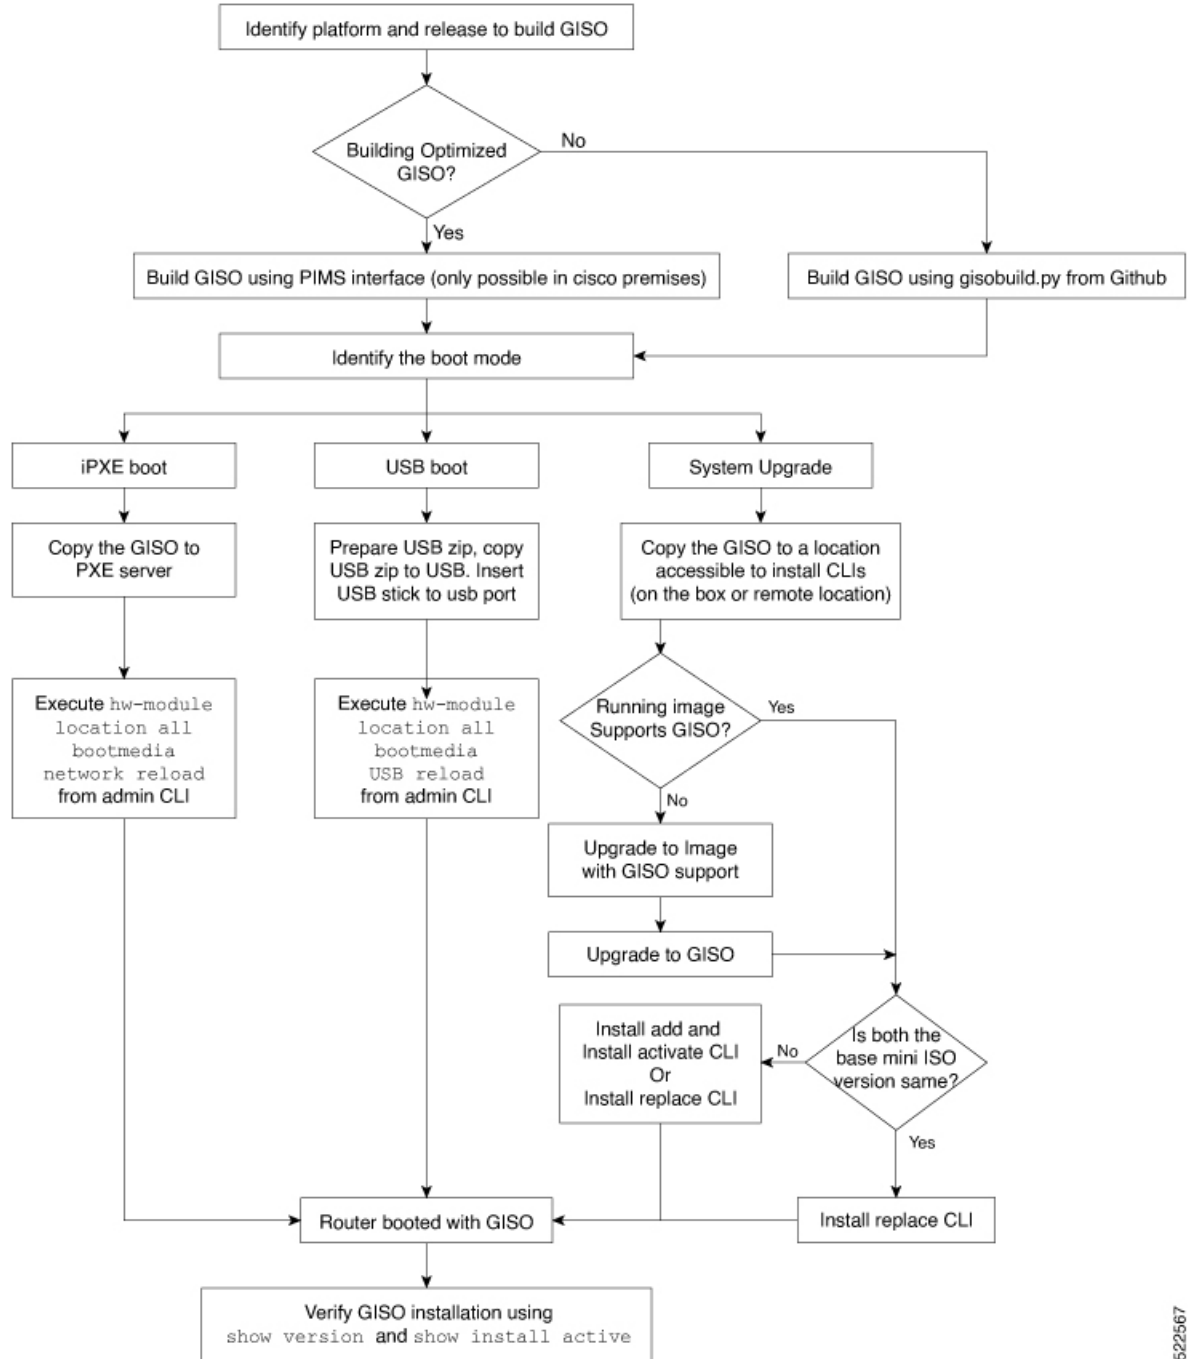 Identify platform and release to build GISO
Building Optimized
GISO?
No
Yes
Build GISO using PIMS interface (only possible in cisco premises)
Build GISO using gisobuild.py from Github
Identify the boot mode
iPXE boot
USB boot
System Upgrade
Copy the GISO to
PXE server
Prepare USB zip, copy
USB zip to USB. Insert
USB stick to usb port
Copy the GISO to a location
accessible to install CLIs
(on the box or remote location)
Execute hw-module
location all
bootmedia
network reload
from admin CLI
Execute hw-module
location all
bootmedia
USB reload
from admin CLI
Running image
Supports GISO?
Yes
No
Upgrade to Image
with GISO support
Upgrade to GISO
Install add and
Install activate CLI
Or
Install replace CLI
No
Is both the
base mini ISO
version same?
Yes
Router booted with GISO
Install replace CLI
Verify GISO installation using
show version and show install active
522567